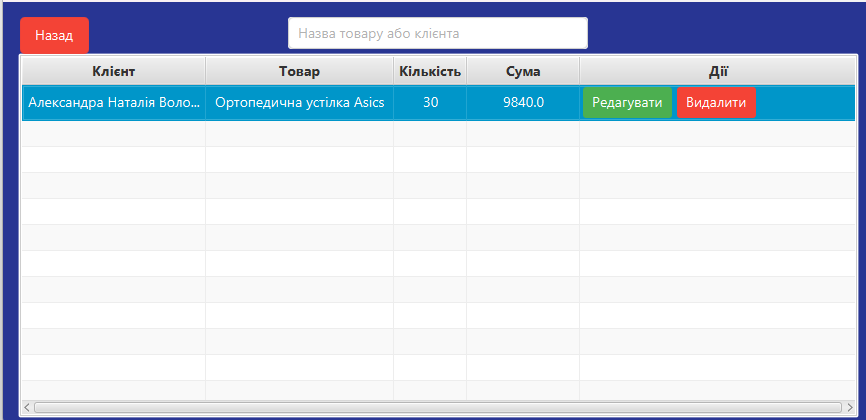 Назад
Назва товару або клієнта
Клієнт Товар Кількість Сума Дії
Александра Наталія Воло... Ортопедична устілка Asics 30 9840.0 Редагувати Видалити